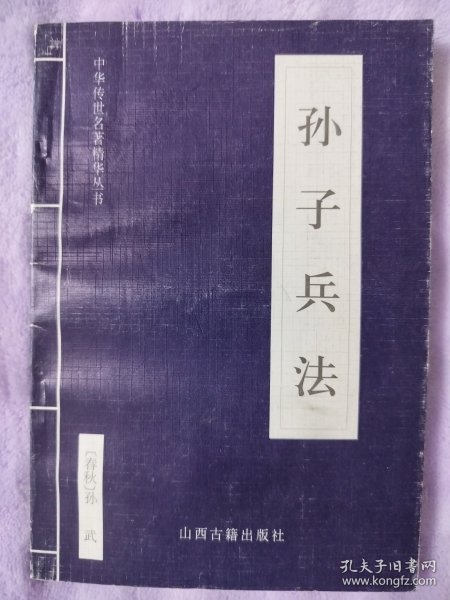 孙子兵法
中华传世名著精华丛书
〔春秋〕孙 武
山西古籍出版社
孔夫子旧书网
www.kongfz.com